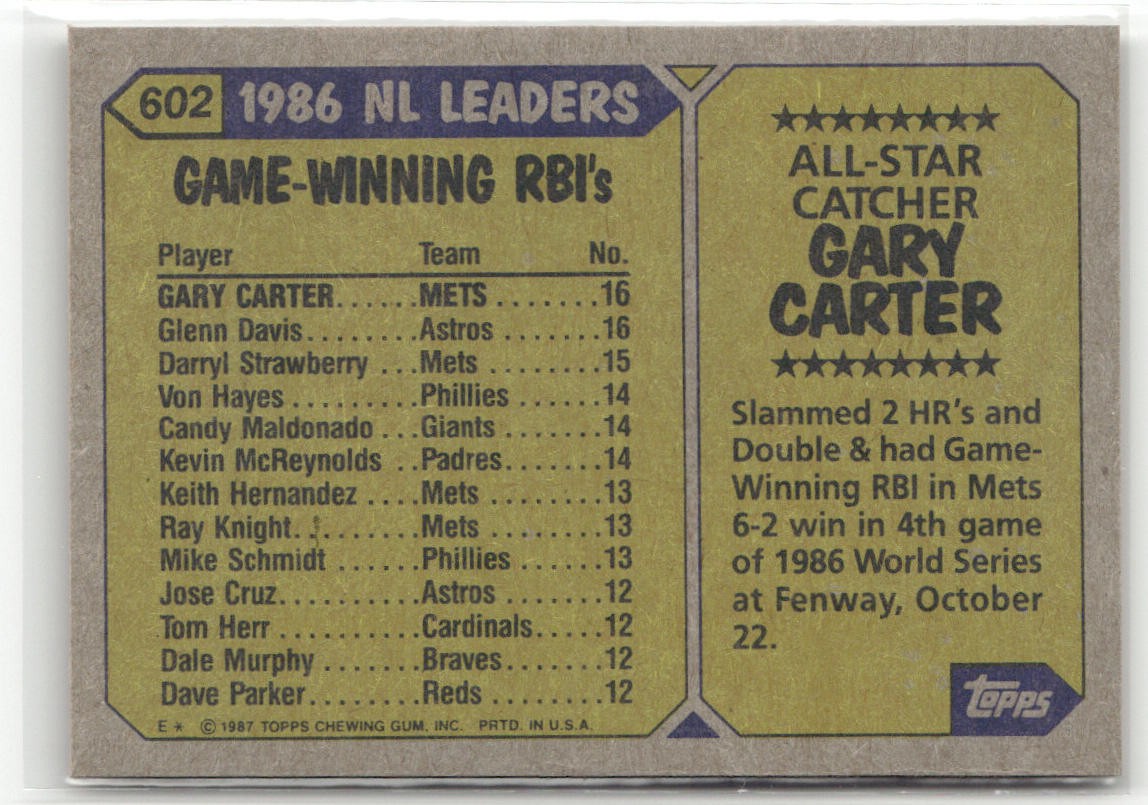 602 1986 NL LEADERS
GAME-WINNING RBI's
Player Team No.
GARY CARTER......METS.......16
Glenn Davis........Astros.......16
Darryl Strawberry...Mets........15
Von Hayes.........Phillies......14
Candy Maldonado...Giants.......14
Kevin McReynolds..Padres.......14
Keith Hernandez....Mets........13
Ray Knight.........Mets........13
Mike Schmidt......Phillies......13
Jose Cruz..........Astros.......12
Tom Herr..........Cardinals.....12
Dale Murphy.......Braves.......12
Dave Parker........Reds........12
E * © 1987 TOPPS CHEWING GUM, INC. PRTD. IN U.S.A.
★★★★★★★★
ALL-STAR
CATCHER
GARY
CARTER
★★★★★★★★
Slammed 2 HR's and
Double & had Game-
Winning RBI in Mets
6-2 win in 4th game
of 1986 World Series
at Fenway, October
22.
topps